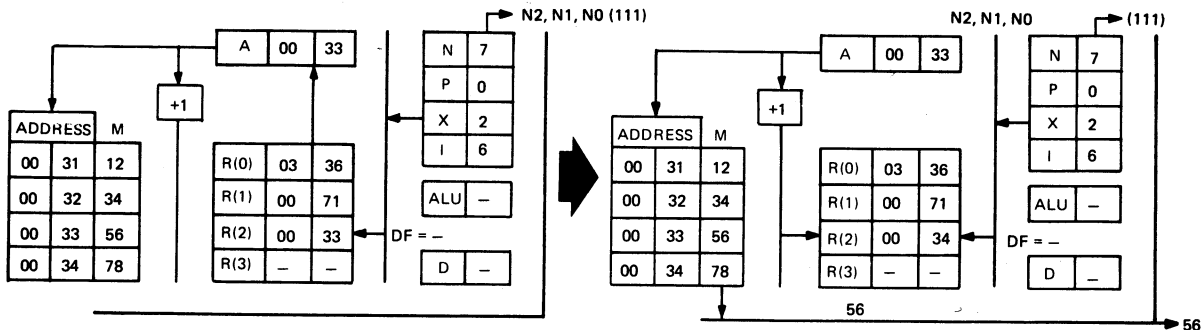 N2, N1, N0 (111)
A 00 33
+1
ADDRESS M
00 31 12
00 32 34
00 33 56
00 34 78
R(0) 03 36
R(1) 00 71
R(2) 00 33
R(3) – –
N 7
P 0
X 2
I 6
ALU –
DF = –
D –
N2, N1, N0 (111)
A 00 33
+1
ADDRESS M
00 31 12
00 32 34
00 33 56
00 34 78
R(0) 03 36
R(1) 00 71
R(2) 00 34
R(3) – –
N 7
P 0
X 2
I 6
ALU –
DF = –
D –
56
56